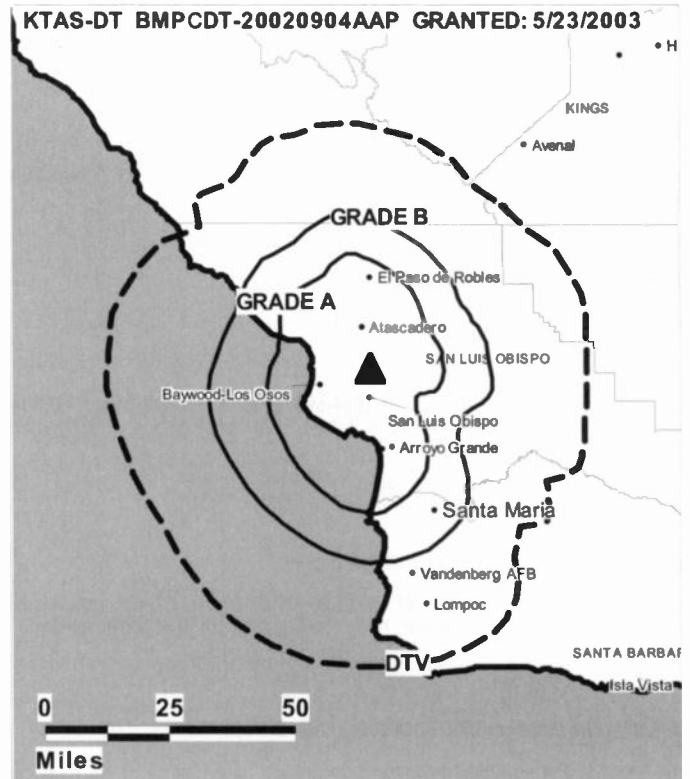 KTAS-DT BMPCDT-20020904AAP GRANTED: 5/23/2003
H
KINGS
Avenal
GRADE B
El Paso de Robles
GRADE A
Atascadero
SAN LUIS OBISPO
Baywood-Los Osos
San Luis Obispo
Arroyo Grande
Santa Maria
Vandenberg AFB
Lompoc
SANTA BARBAR
DTV
Isla Vista
0 25 50
Miles